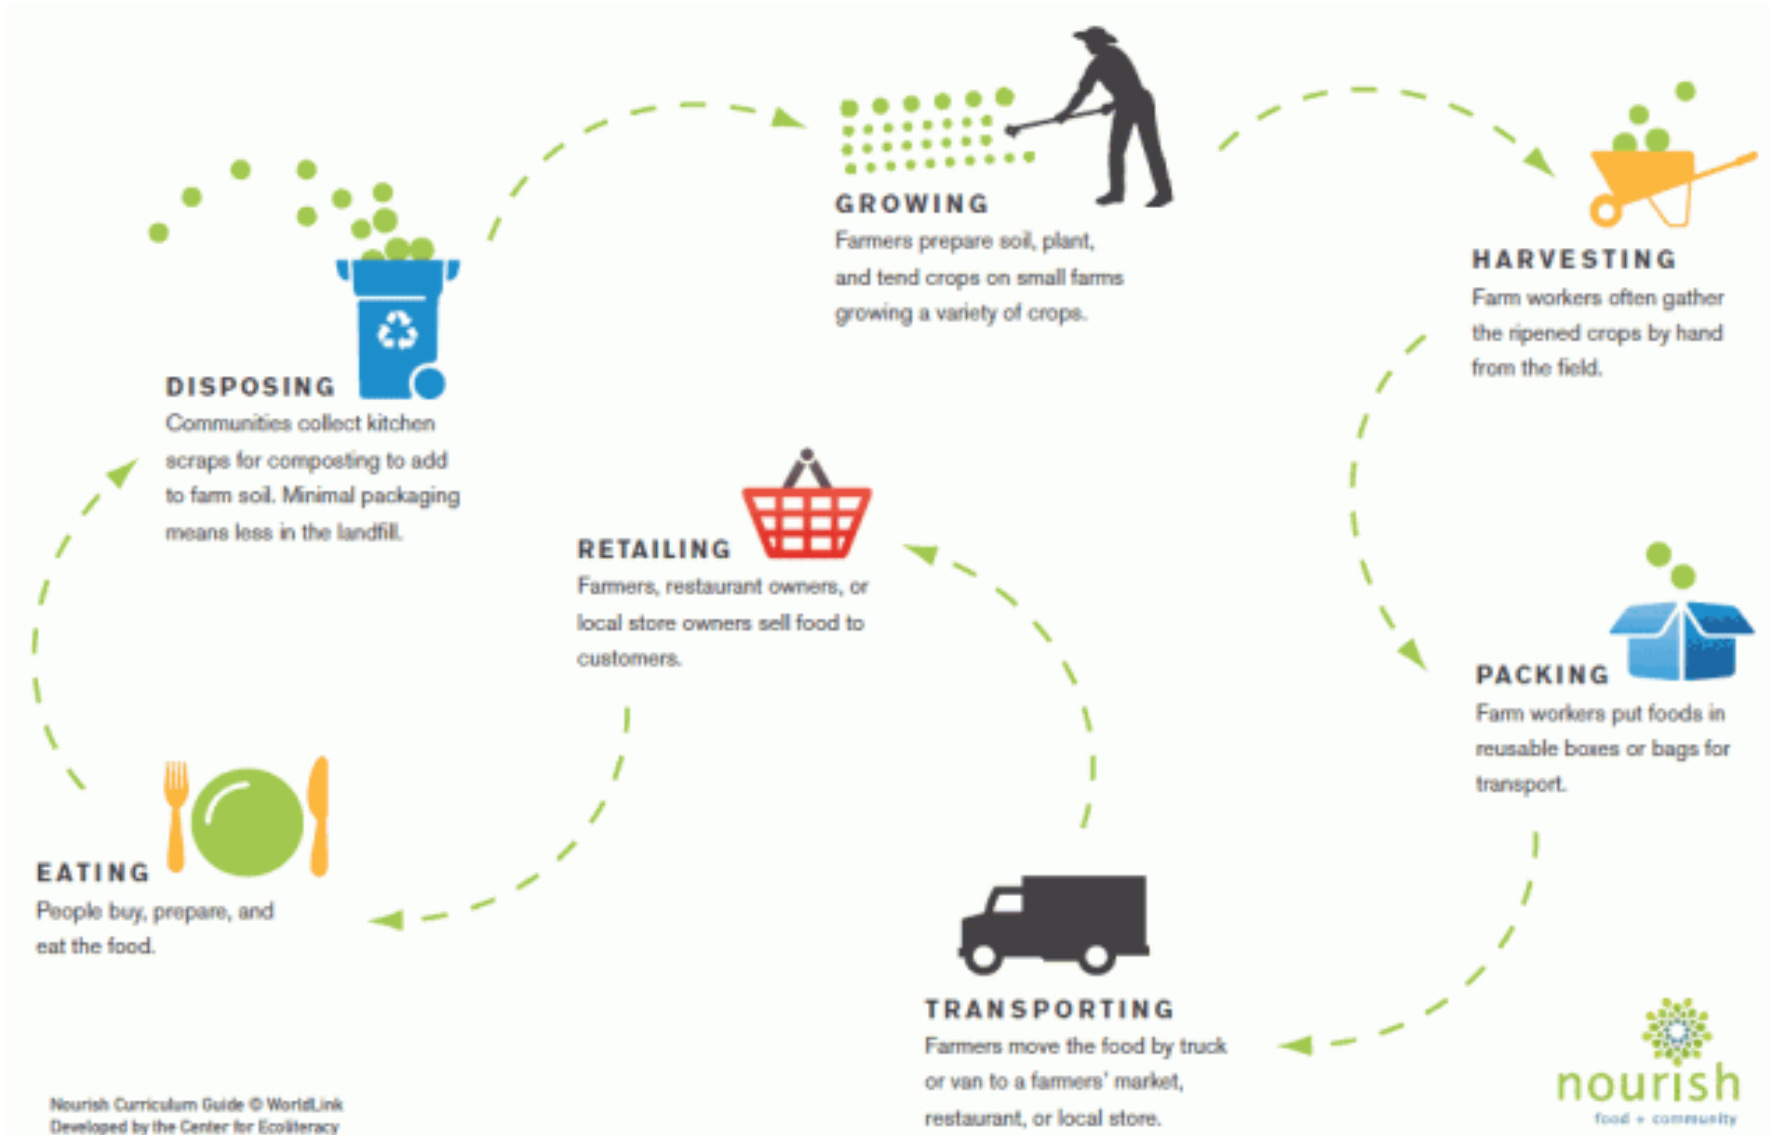 GROWING
Farmers prepare soil, plant,
and tend crops on small farms
growing a variety of crops.
HARVESTING
Farm workers often gather
the ripened crops by hand
from the field.
PACKING
Farm workers put foods in
reusable boxes or bags for
transport.
TRANSPORTING
Farmers move the food by truck
or van to a farmers' market,
restaurant, or local store.
RETAILING
Farmers, restaurant owners, or
local store owners sell food to
customers.
EATING
People buy, prepare, and
eat the food.
DISPOSING
Communities collect kitchen
scraps for composting to add
to farm soil. Minimal packaging
means less in the landfill.
Nourish Curriculum Guide © WorldLink
Developed by the Center for Ecoliteracy
nourish
food + community